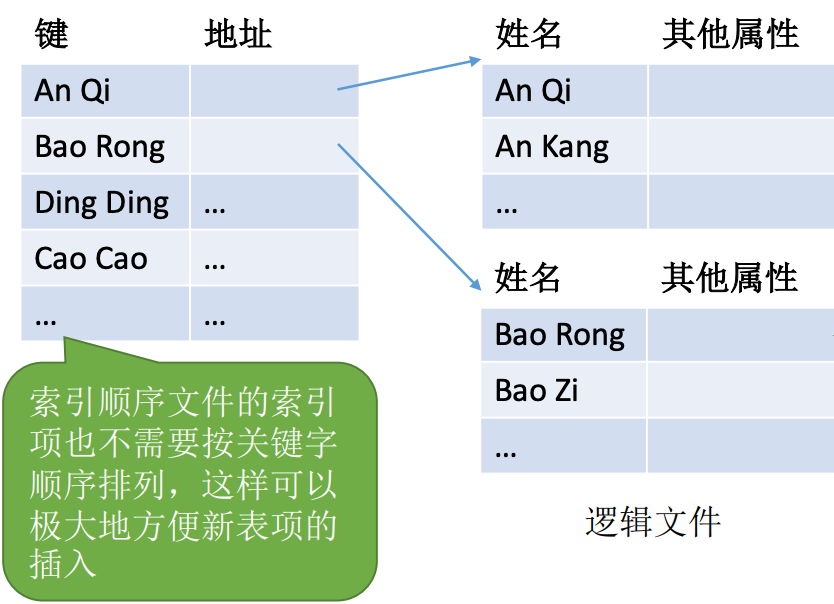 键 地址
An Qi
Bao Rong
Ding Ding …
Cao Cao …
… …
索引顺序文件的索引
项也不需要按关键字
顺序排列，这样可以
极大地方便新表项的
插入
姓名 其他属性
An Qi
An Kang
…
姓名 其他属性
Bao Rong
Bao Zi
…
逻辑文件